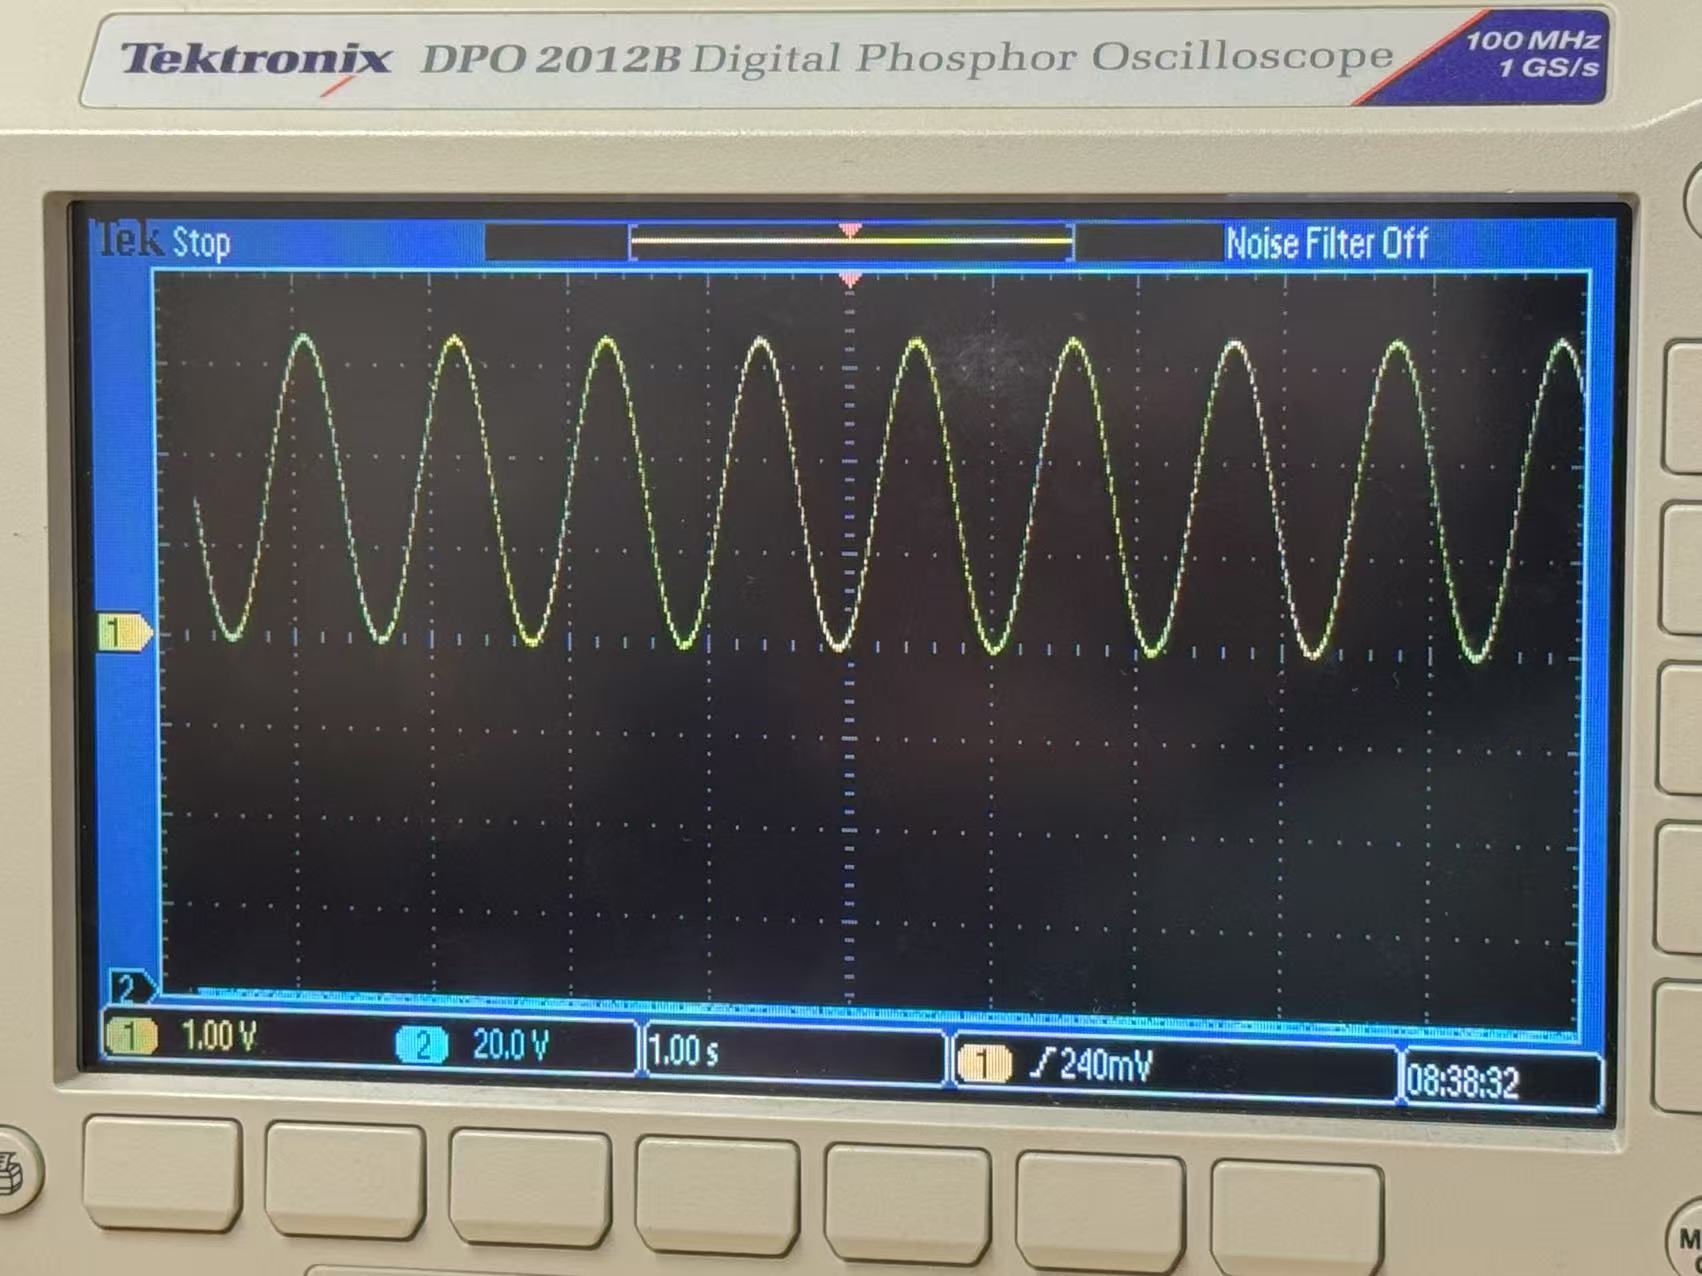 Tektronix DPO 2012B Digital Phosphor Oscilloscope
100 MHz
1 GS/s
Tek Stop
Noise Filter Off
1
2
1 1.00 V 2 20.0 V 1.00 s 1 240mV 08:38:32
M